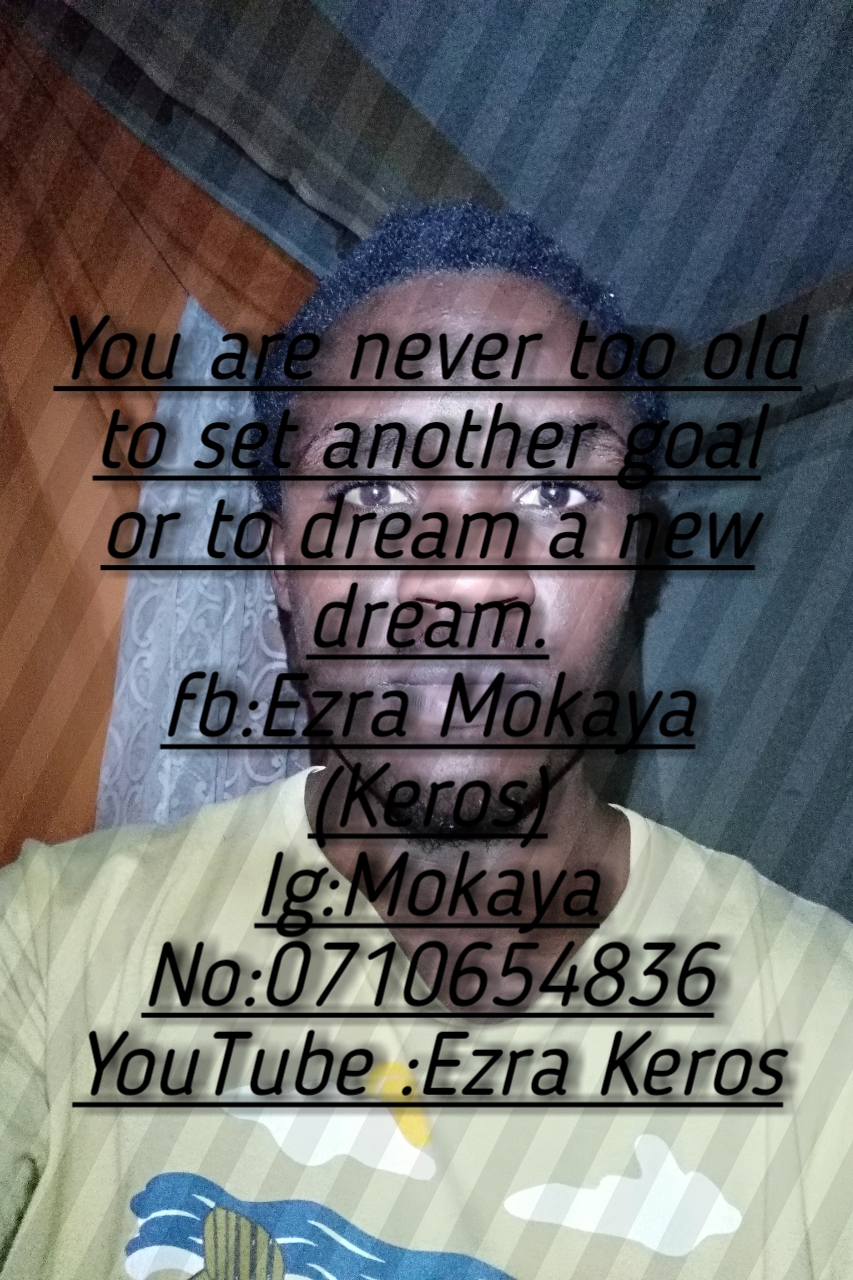 You are never too old
to set another goal
or to dream a new
dream.
fb:Ezra Mokaya
(Keros)
Ig:Mokaya
No:0710654836
YouTube :Ezra Keros